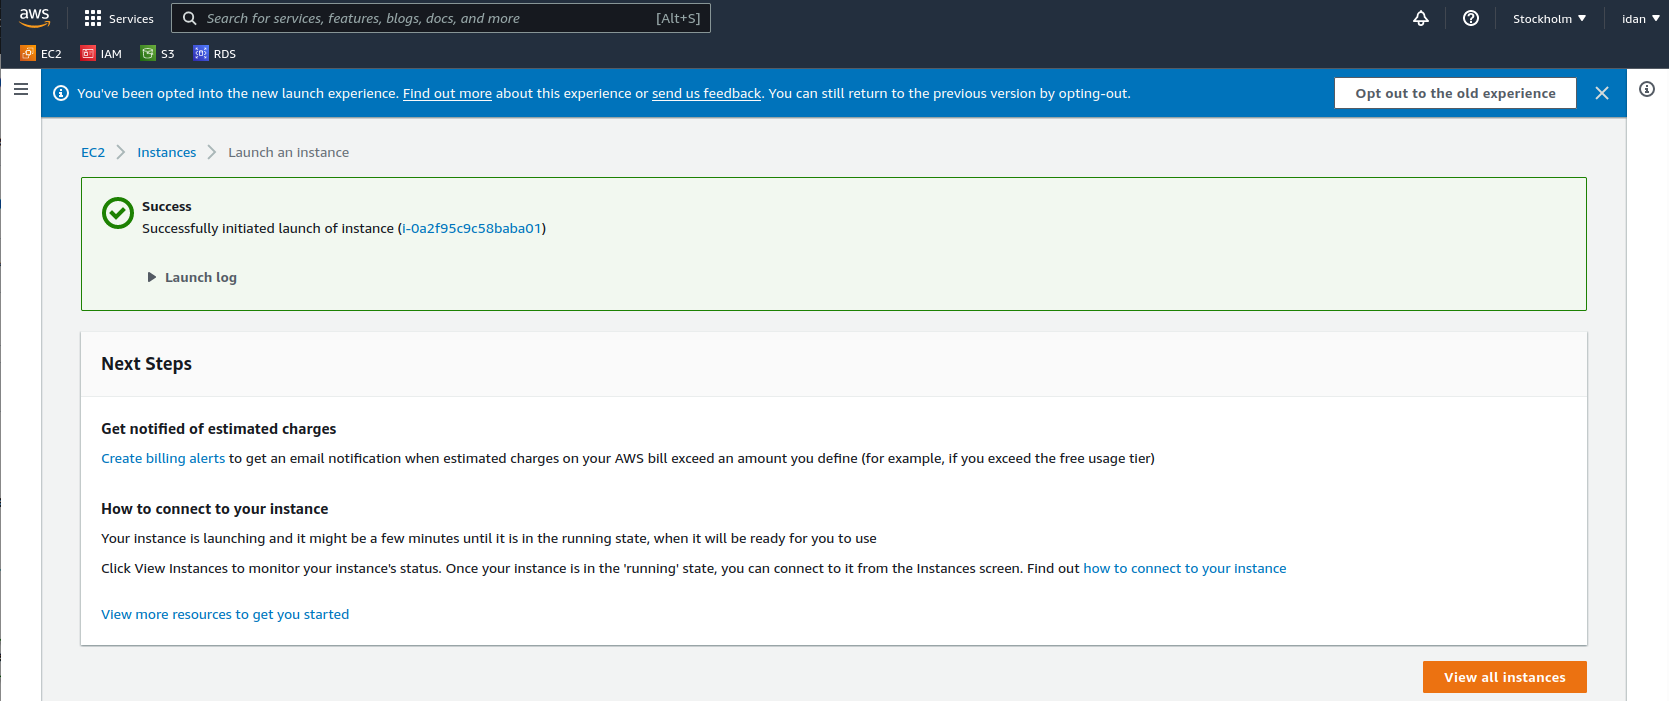 aws Services Search for services, features, blogs, docs, and more [Alt+S] Stockholm idan
EC2 IAM S3 RDS
You've been opted into the new launch experience. Find out more about this experience or send us feedback. You can still return to the previous version by opting-out. Opt out to the old experience
EC2 Instances Launch an instance
Success
Successfully initiated launch of instance (i-0a2f95c9c58baba01)
Launch log
Next Steps
Get notified of estimated charges
Create billing alerts to get an email notification when estimated charges on your AWS bill exceed an amount you define (for example, if you exceed the free usage tier)
How to connect to your instance
Your instance is launching and it might be a few minutes until it is in the running state, when it will be ready for you to use
Click View Instances to monitor your instance's status. Once your instance is in the 'running' state, you can connect to it from the Instances screen. Find out how to connect to your instance
View more resources to get you started
View all instances